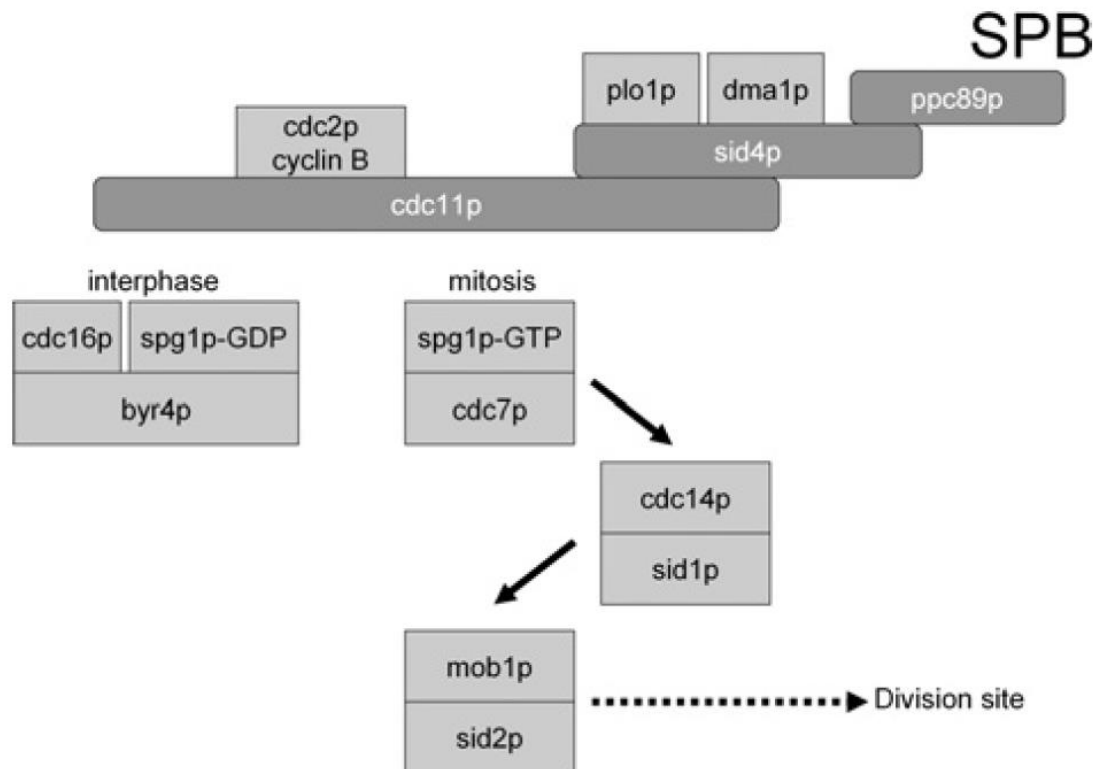 SPB
plo1p
dma1p
ppc89p
cdc2p
cyclin B
sid4p
cdc11p
interphase
mitosis
cdc16p
spg1p-GDP
spg1p-GTP
byr4p
cdc7p
cdc14p
sid1p
mob1p
sid2p
Division site